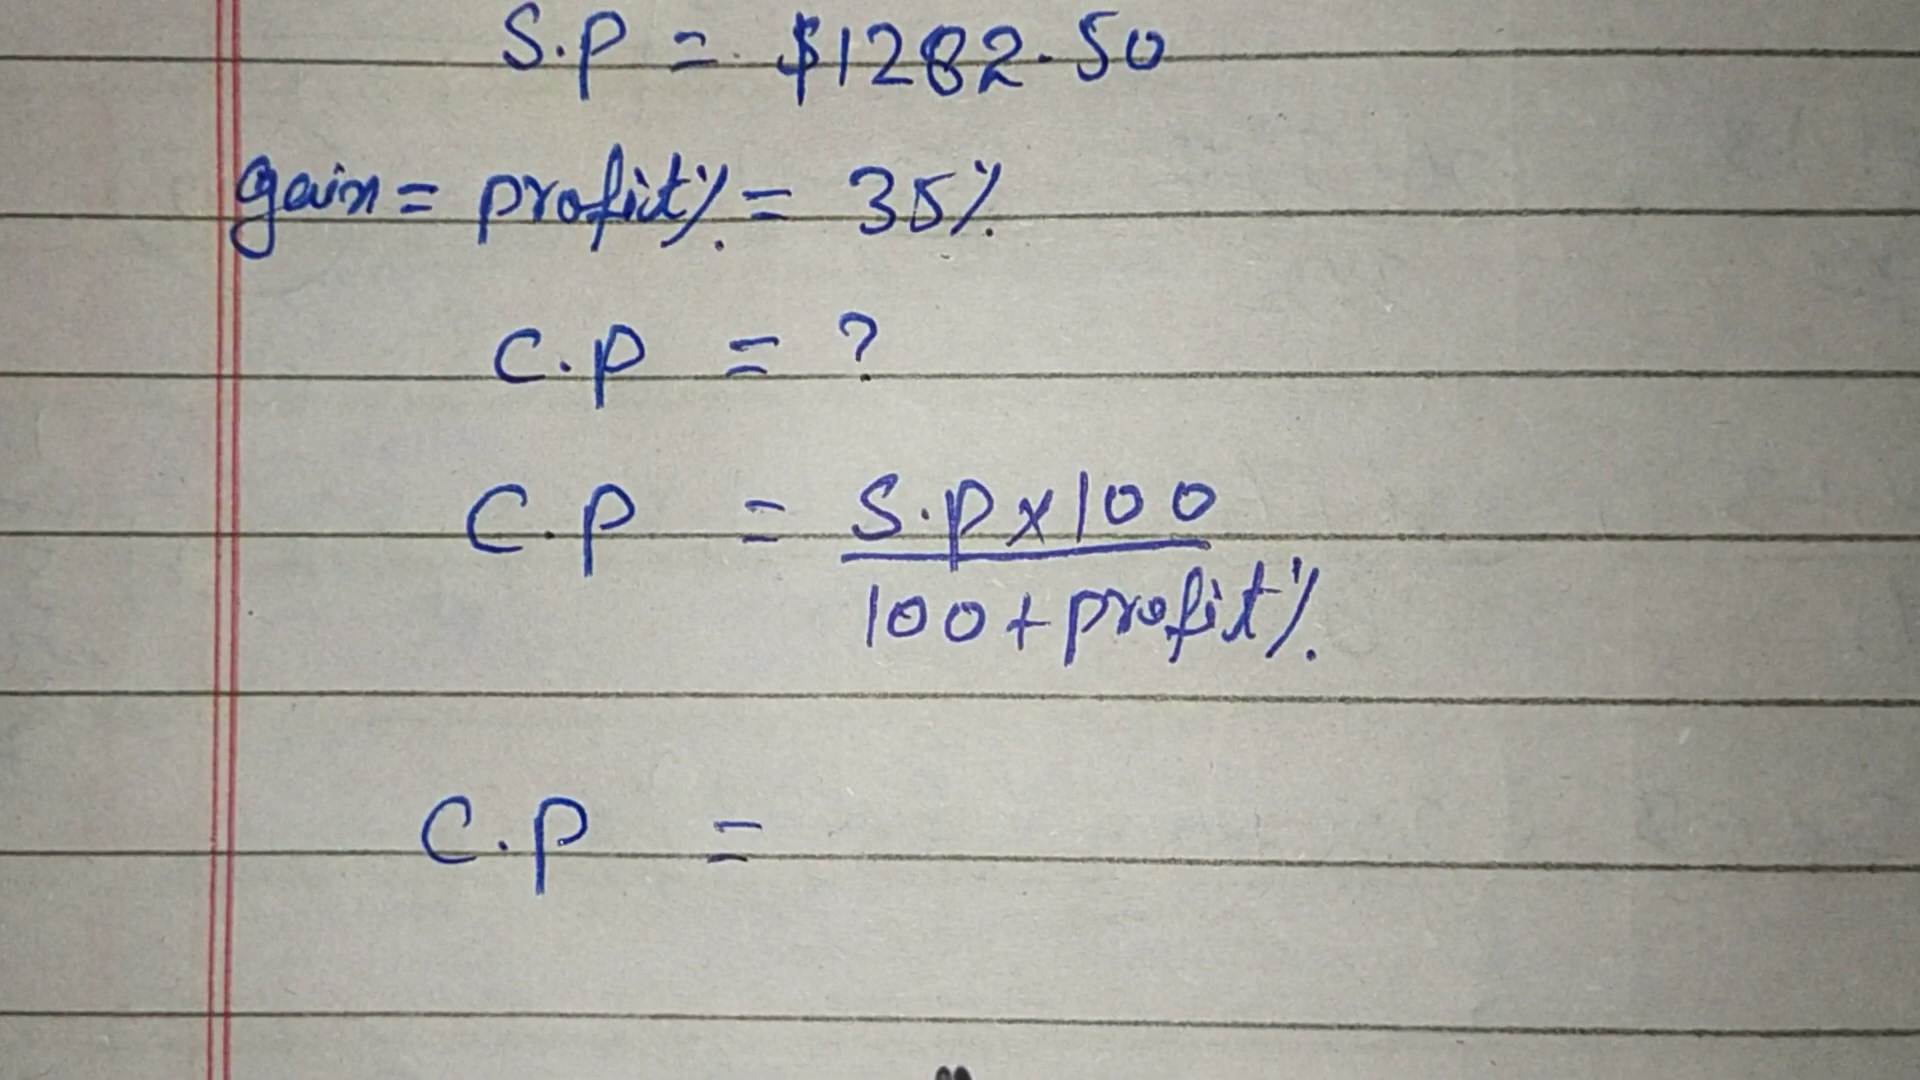 S.P = $1282.50
gain = profit% = 35%
C.P = ?
C.P = S.P x 100
100 + profit%
C.P =